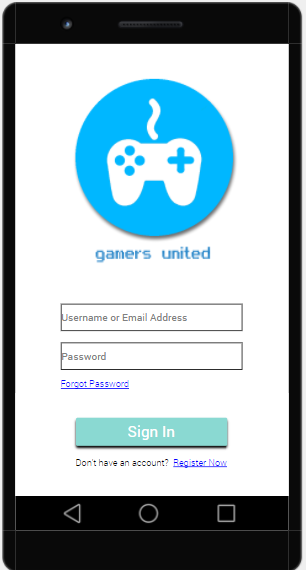 gamers united
Username or Email Address
Password
Forgot Password
Sign In
Don't have an account? Register Now